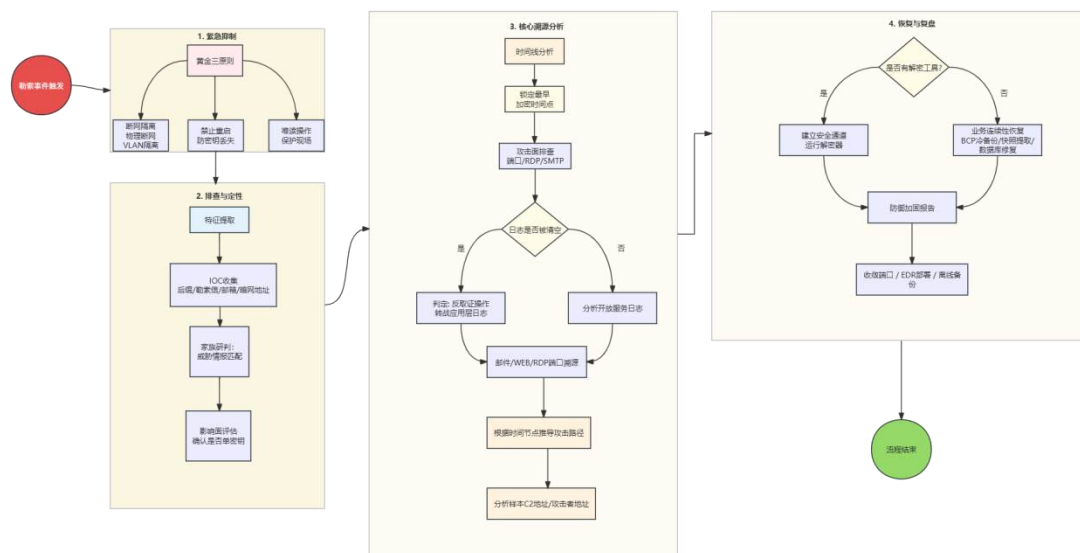 勒索事件触发
1. 紧急抑制
黄金三原则
断网隔离
物理断网
VLAN隔离
禁止重启
防密钥丢失
唯读操作
保护现场
2. 排查与定性
特征提取
IOC收集
后缀/勒索信/邮箱/暗网地址
家族研判：
威胁情报匹配
影响面评估
确认是否单密钥
3. 核心溯源分析
时间线分析
锁定最早
加密时间点
攻击面排查
端口/RDP/SMTP
日志是否被清空
是
否
判定: 反取证操作
转战应用层日志
分析开放服务日志
邮件/WEB/RDP端口溯源
根据时间节点推导攻击路径
分析样本C2地址/攻击者地址
4. 恢复与复盘
是否有解密工具?
是
否
建立安全通道
运行解密器
业务连续性恢复
BCP冷备份/快照提取/
数据库修复
防御加固报告
收敛端口 / EDR部署 / 离线备
份
流程结束